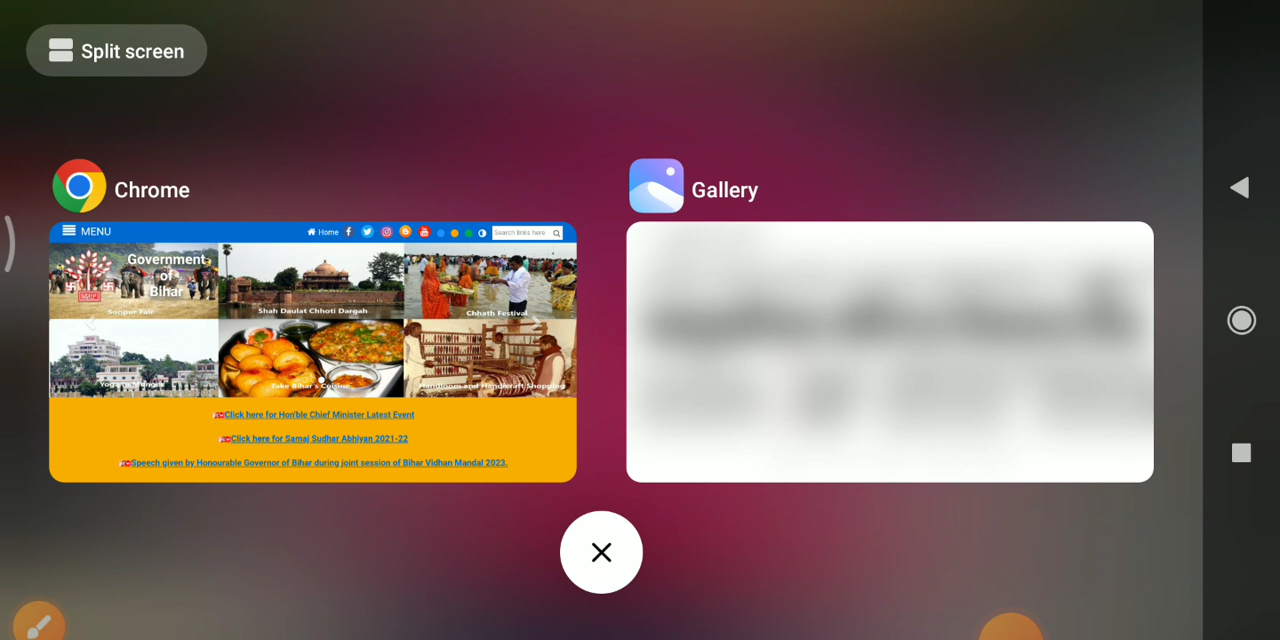 Split screen
Chrome
Gallery
MENU
Home
Search links here
Government
of
Bihar
Sonpur Fair
Shah Daulat Chhoti Dargah
Chhath Festival
Take Bihar's Cuisine
Handloom and Handicraft Shopping
Click here for Hon'ble Chief Minister Latest Event
Click here for Samaj Sudhar Abhiyan 2021-22
Speech given by Honourable Governor of Bihar during joint session of Bihar Vidhan Mandal 2023.